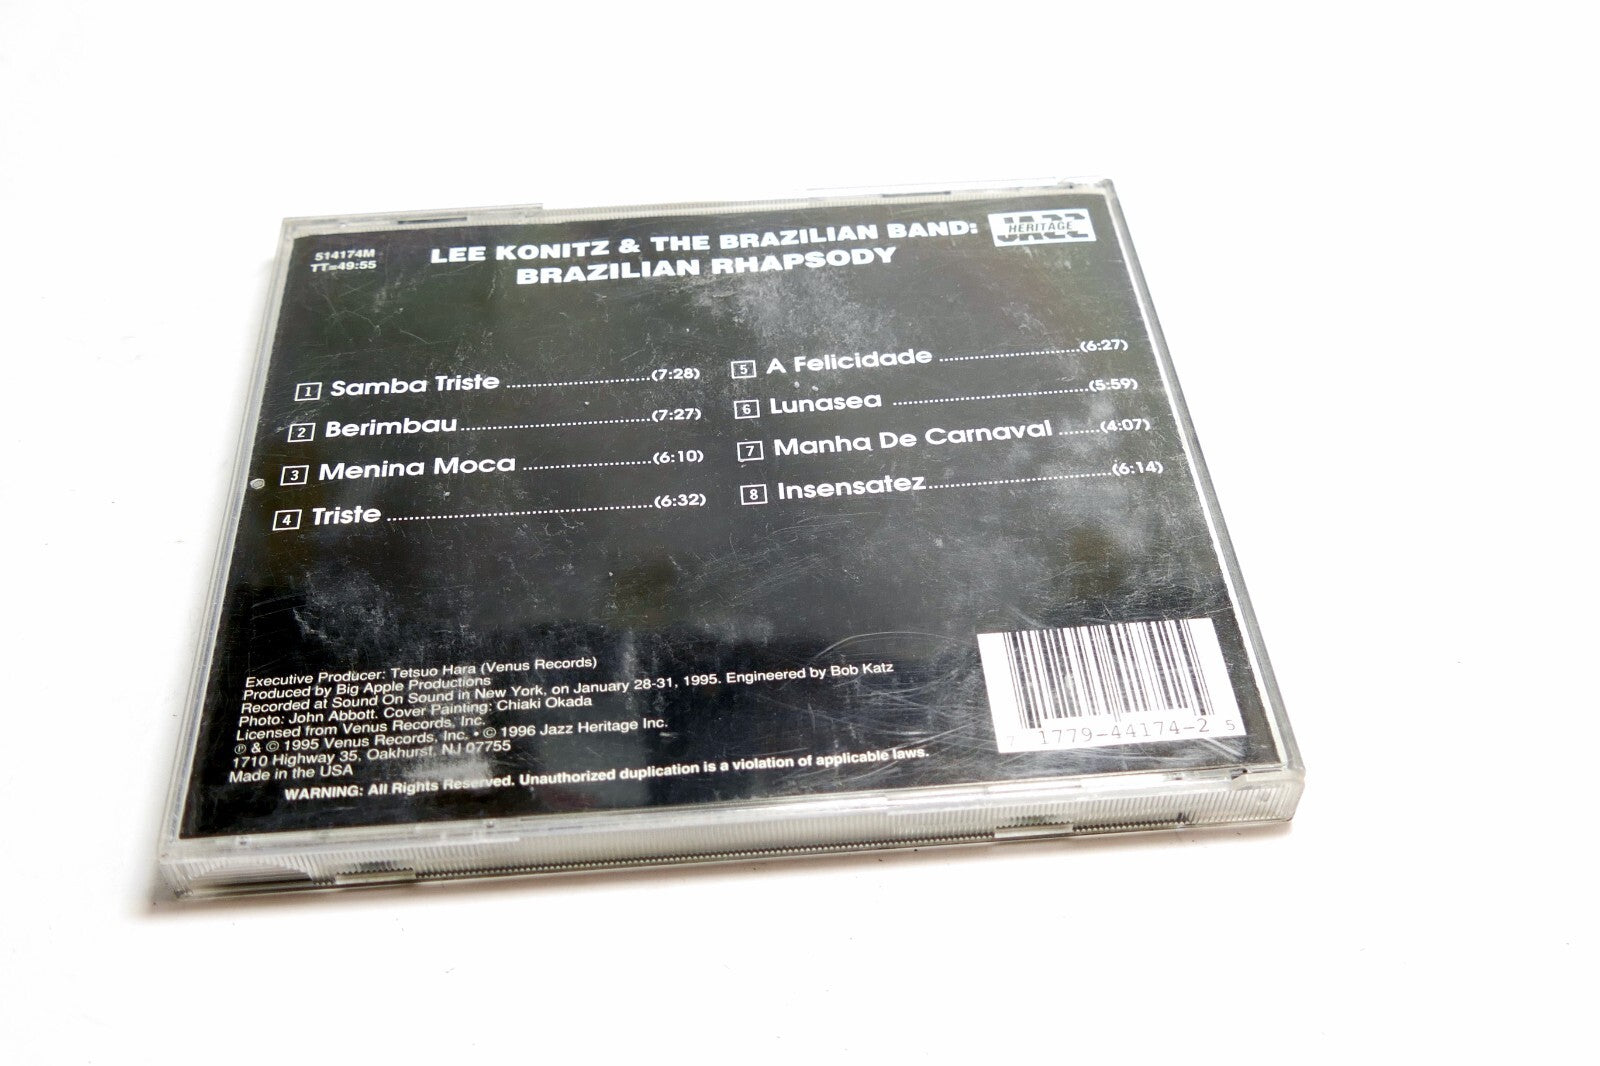 514174M
TT=49:55
LEE KONITZ & THE BRAZILIAN BAND:
BRAZILIAN RHAPSODY
JAZZ
HERITAGE
1 Samba Triste ..........................(7:28)
2 Berimbau...................................(7:27)
3 Menina Moca .......................(6:10)
4 Triste ................................................(6:32)
5 A Felicidade ..........................(6:27)
6 Lunasea .....................................(5:59)
7 Manha De Carnaval .......(4:07)
8 Insensatez..................................(6:14)
Executive Producer: Tetsuo Hara (Venus Records)
Produced by Big Apple Productions
Recorded at Sound On Sound in New York, on January 28-31, 1995. Engineered by Bob Katz
Photo: John Abbott. Cover Painting: Chiaki Okada
Licensed from Venus Records, Inc.
℗ & © 1995 Venus Records, Inc. • © 1996 Jazz Heritage Inc.
1710 Highway 35, Oakhurst, NJ 07755
Made in the USA
WARNING: All Rights Reserved. Unauthorized duplication is a violation of applicable laws.
7 1779-44174-2 5